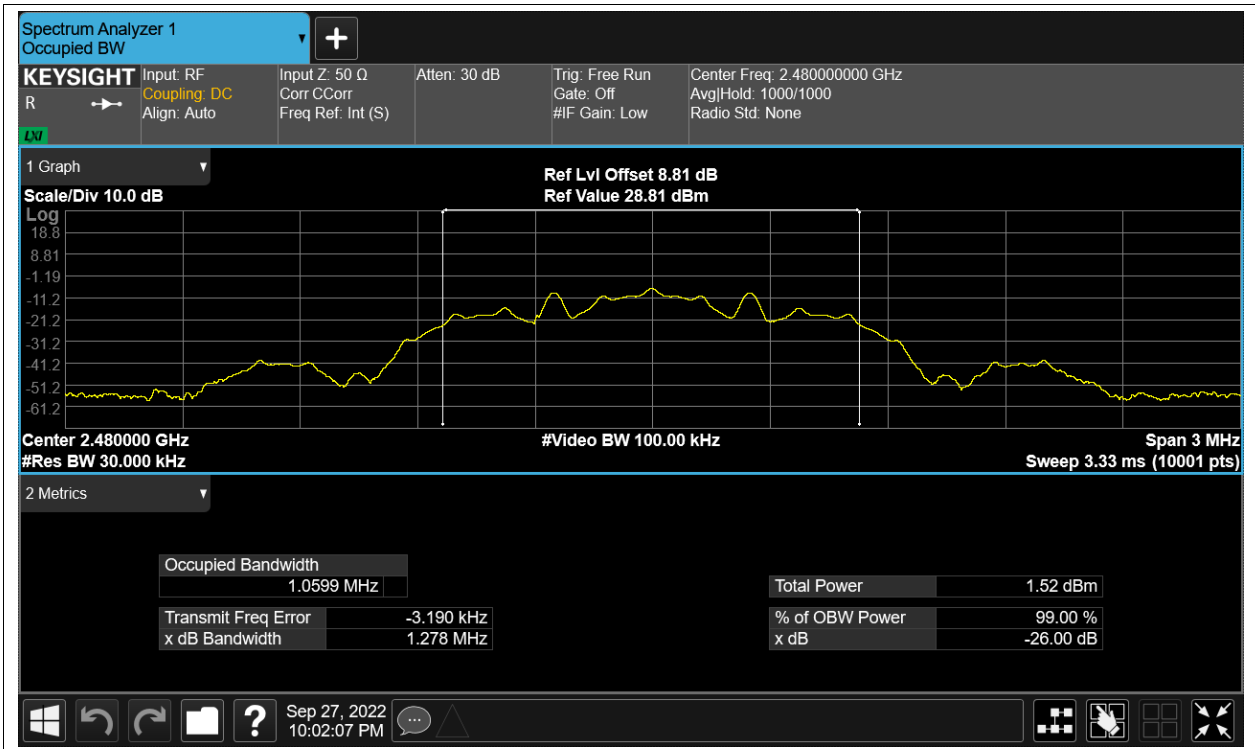 Spectrum Analyzer 1
Occupied BW
+
KEYSIGHT Input: RF Input Z: 50 Ω Atten: 30 dB Trig: Free Run Center Freq: 2.480000000 GHz
R Coupling: DC Corr CCorr Gate: Off Avg|Hold: 1000/1000
Align: Auto Freq Ref: Int (S) #IF Gain: Low Radio Std: None
LXI
1 Graph
Ref Lvl Offset 8.81 dB
Scale/Div 10.0 dB Ref Value 28.81 dBm
Log
18.8
8.81
-1.19
-11.2
-21.2
-31.2
-41.2
-51.2
-61.2
Center 2.480000 GHz #Video BW 100.00 kHz Span 3 MHz
#Res BW 30.000 kHz Sweep 3.33 ms (10001 pts)
2 Metrics
Occupied Bandwidth
1.0599 MHz Total Power 1.52 dBm
Transmit Freq Error -3.190 kHz % of OBW Power 99.00 %
x dB Bandwidth 1.278 MHz x dB -26.00 dB
? Sep 27, 2022
10:02:07 PM